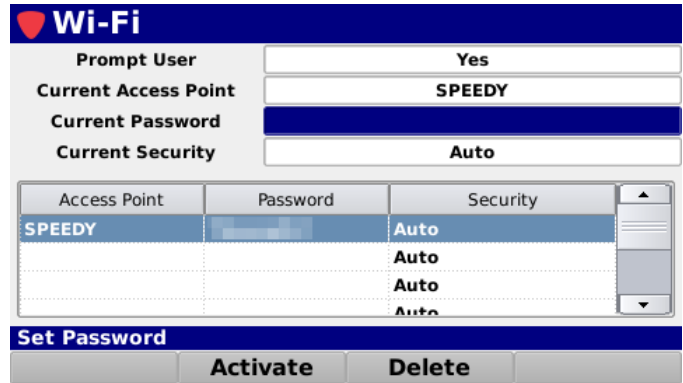 Wi-Fi
Prompt User Yes
Current Access Point SPEEDY
Current Password
Current Security Auto
Access Point Password Security
SPEEDY Auto
Auto
Auto
Auto
Set Password
Activate Delete